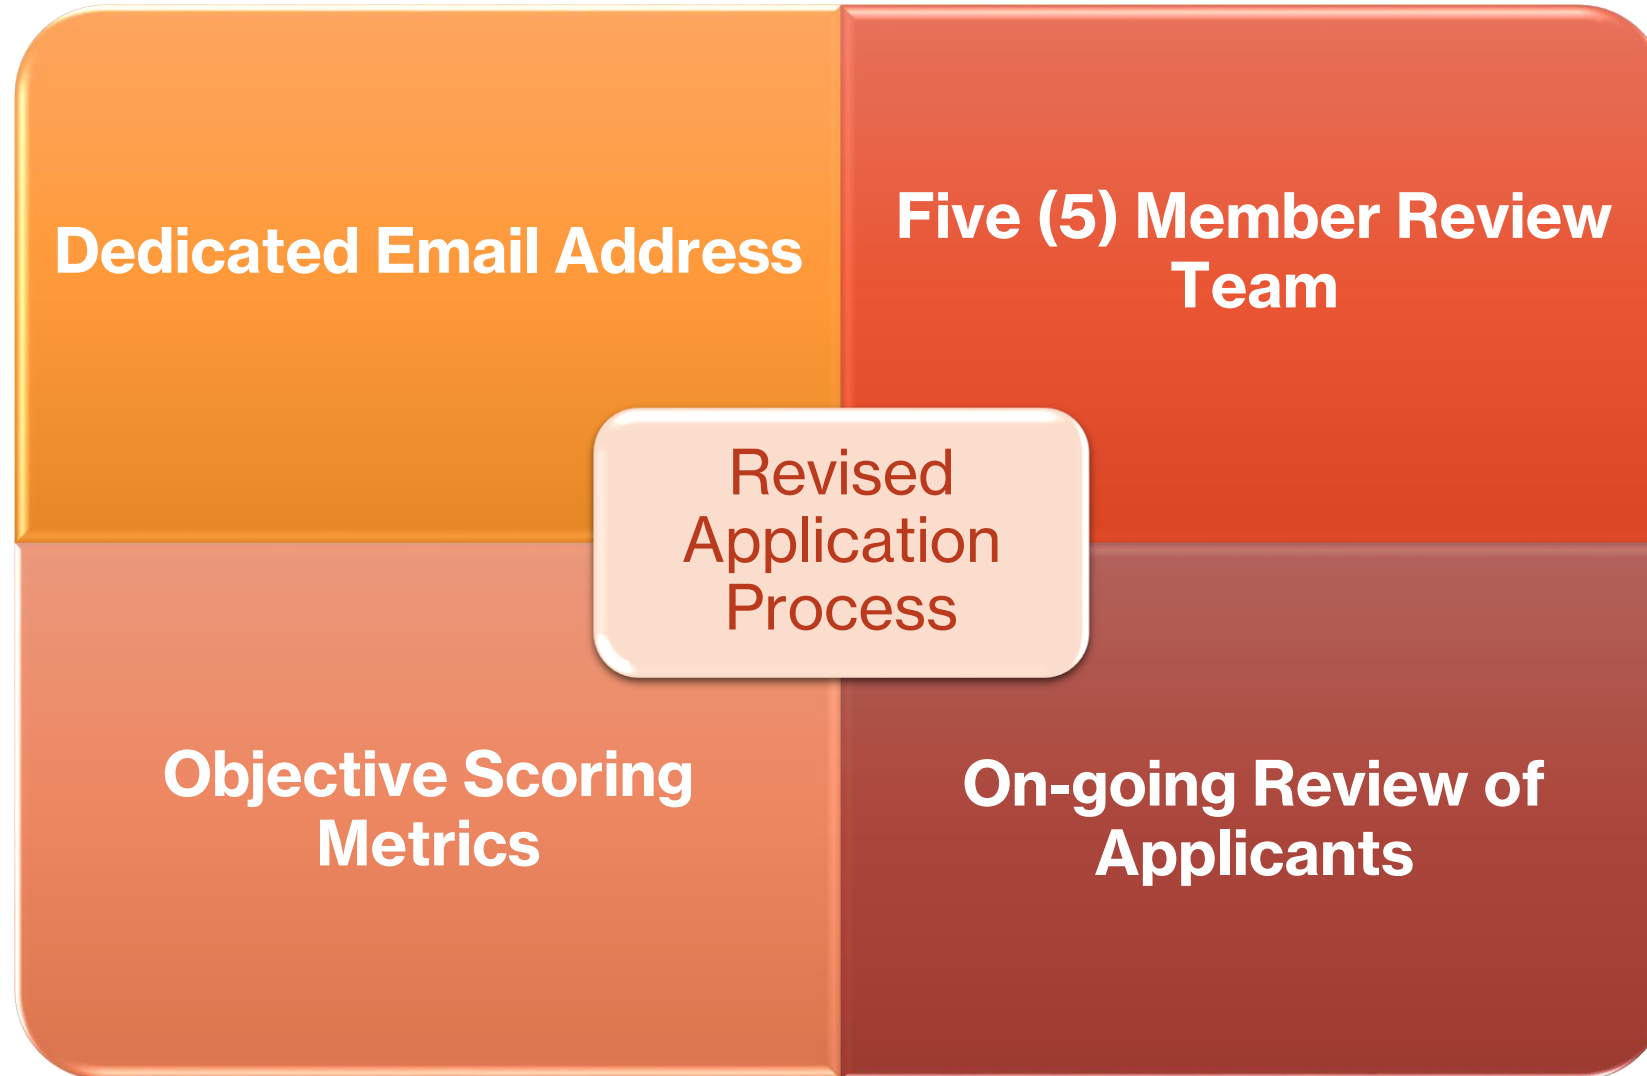 Dedicated Email Address
Five (5) Member Review
Team
Revised
Application
Process
Objective Scoring
Metrics
On-going Review of
Applicants